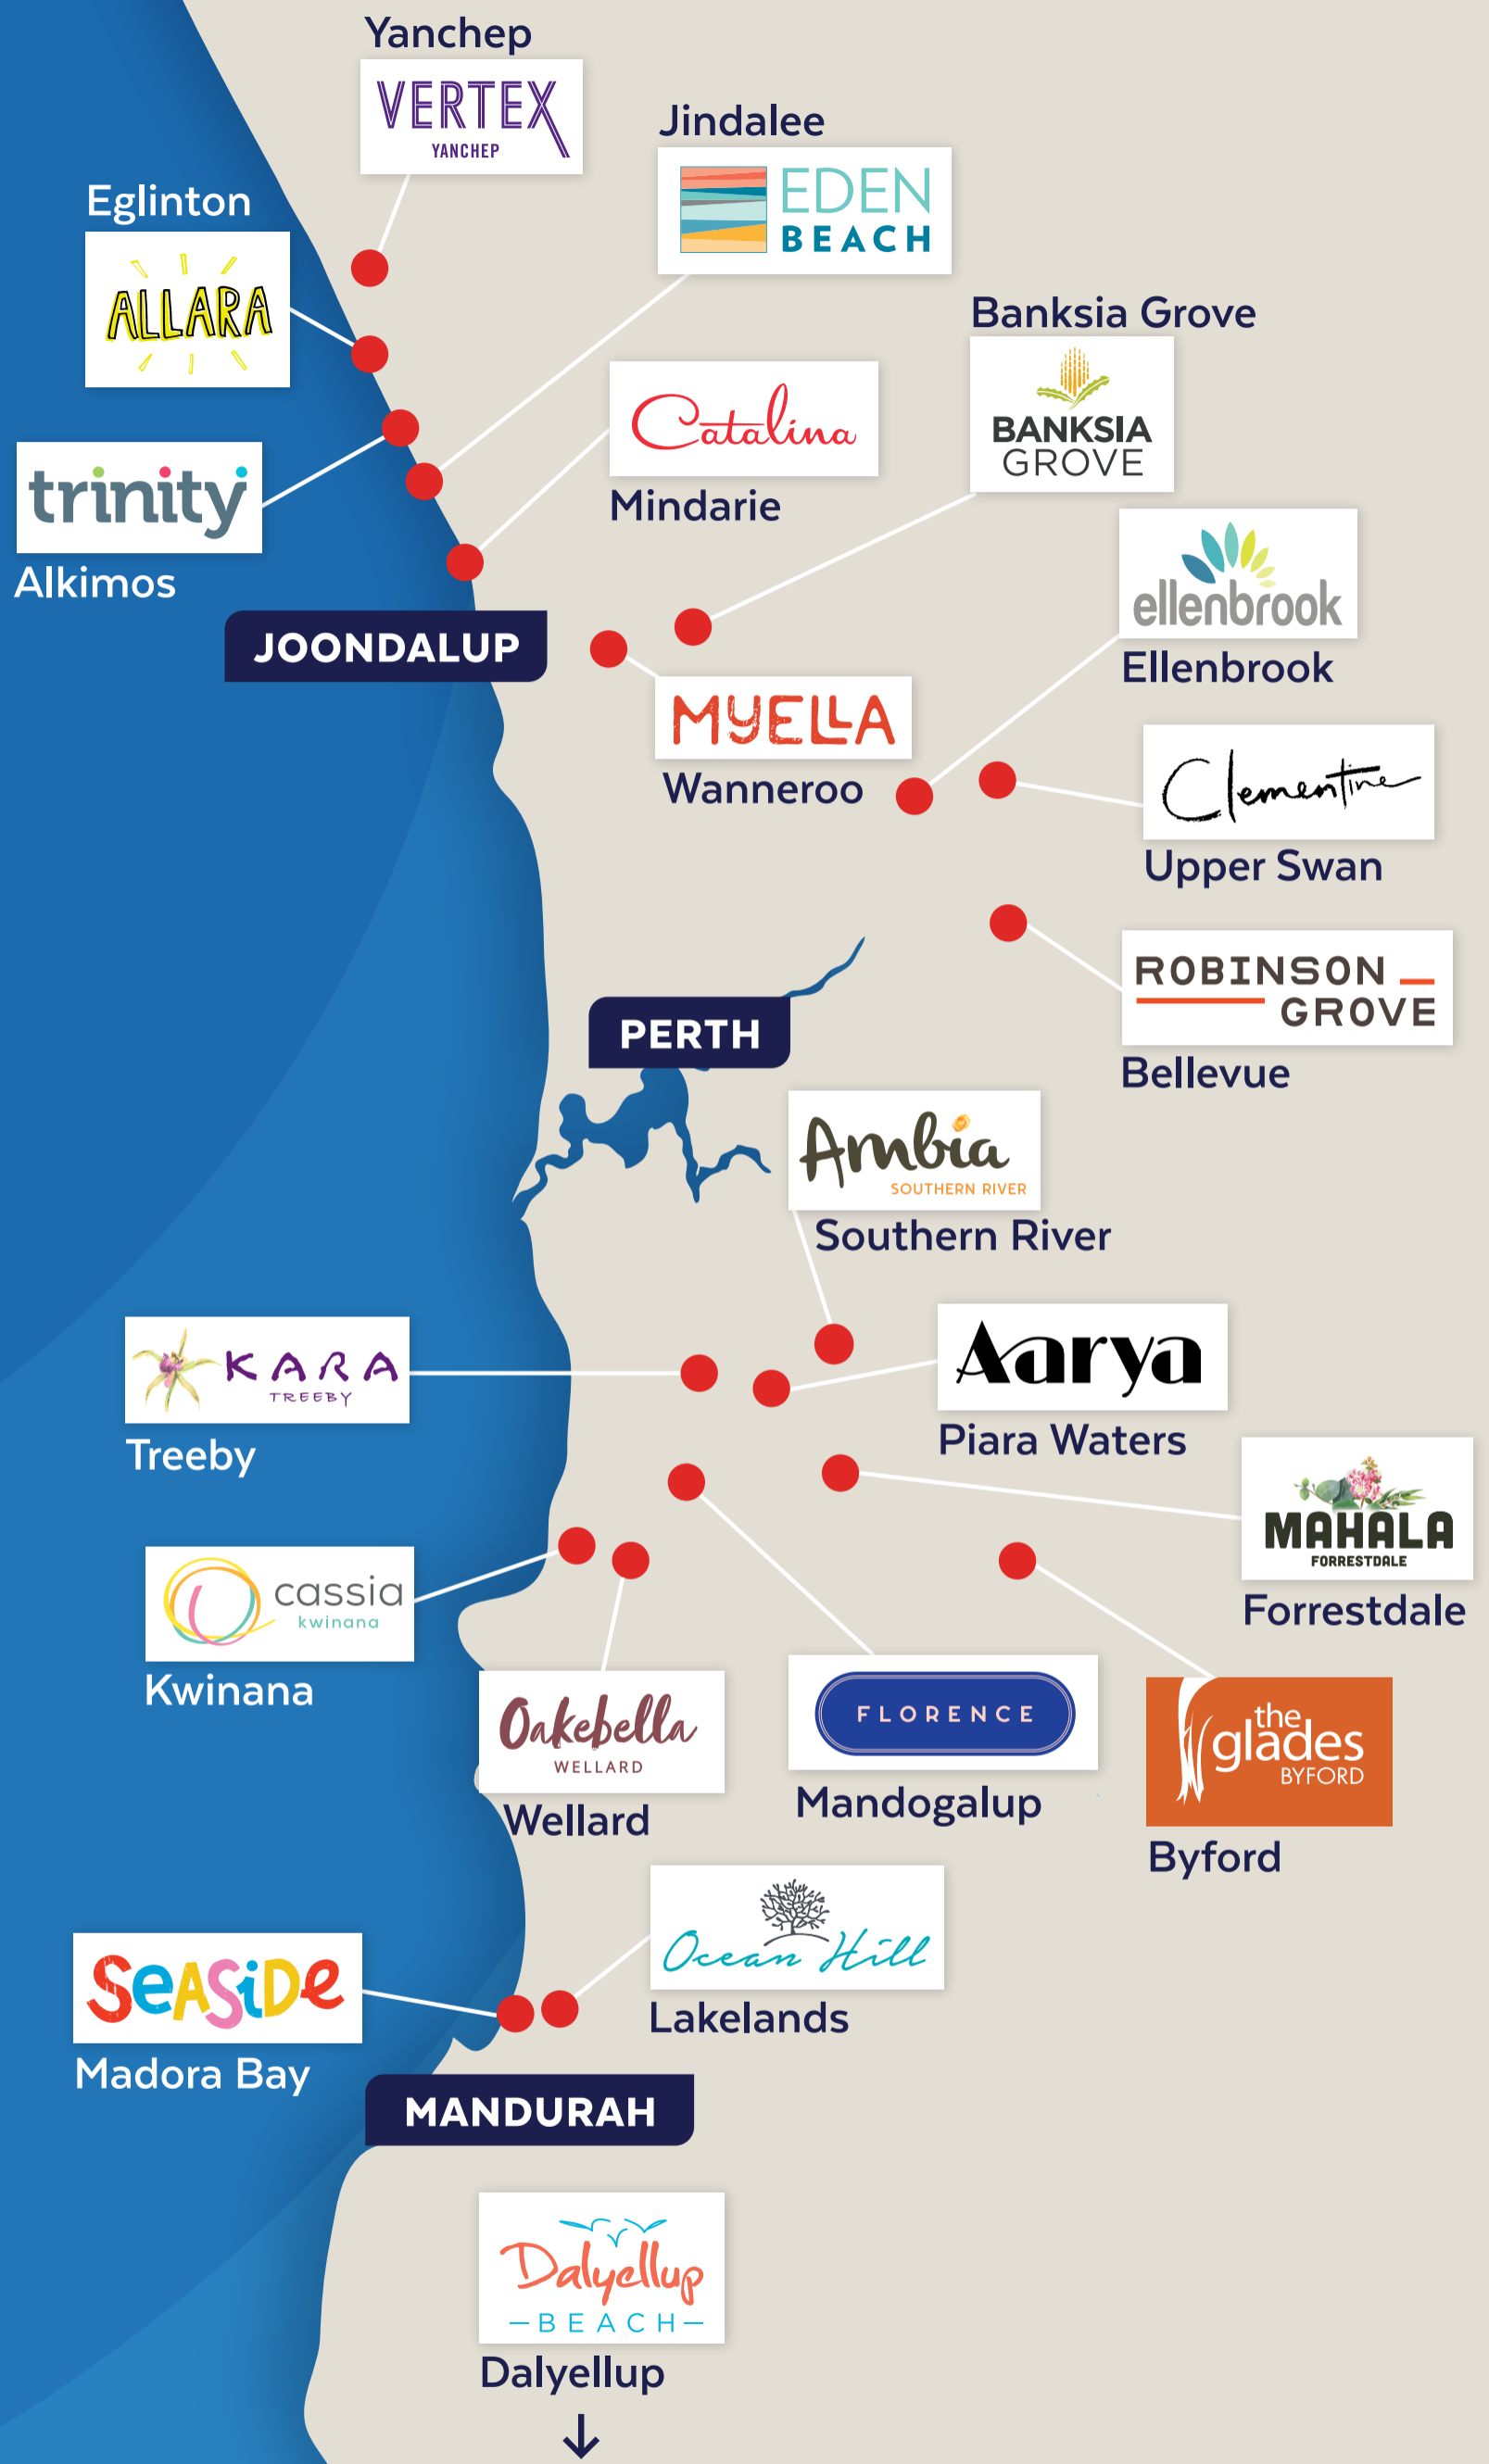 Yanchep
VERTEX
YANCHEP
Jindalee
EDEN
BEACH
Eglinton
ALLARA
Banksia Grove
BANKSIA
GROVE
Catalina
Mindarie
trinity
Alkimos
ellenbrook
Ellenbrook
JOONDALUP
MYELLA
Wanneroo
Clementine
Upper Swan
ROBINSON
GROVE
Bellevue
PERTH
Ambia
SOUTHERN RIVER
Southern River
KARA
TREEBY
Treeby
Aarya
Piara Waters
MAHALA
FORRESTDALE
Forrestdale
cassia
kwinana
Kwinana
Oakebella
WELLARD
Wellard
FLORENCE
Mandogalup
the
glades
BYFORD
Byford
Ocean Hill
Lakelands
SEASIDE
Madora Bay
MANDURAH
Dalyellup
BEACH
Dalyellup